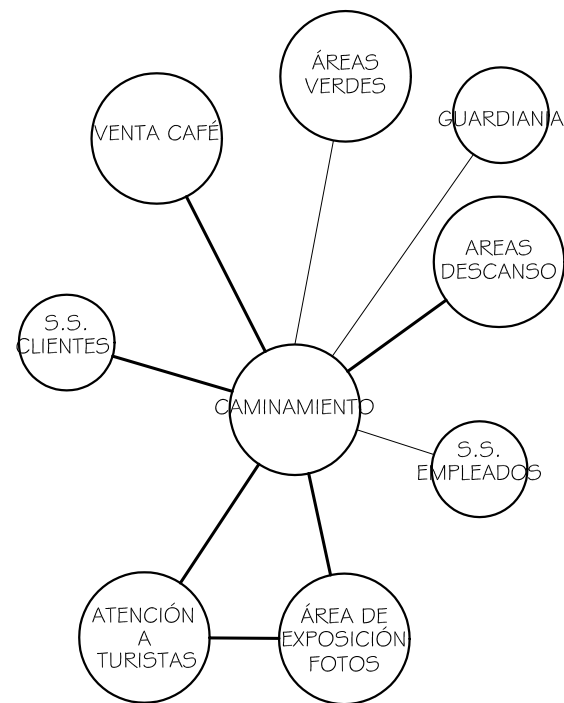 ÁREAS
VERDES
GUARDIANIA
VENTA CAFÉ
AREAS
DESCANSO
S.S.
CLIENTES
CAMINAMIENTO
S.S.
EMPLEADOS
ATENCIÓN
A
TURISTAS
ÁREA DE
EXPOSICIÓN
FOTOS